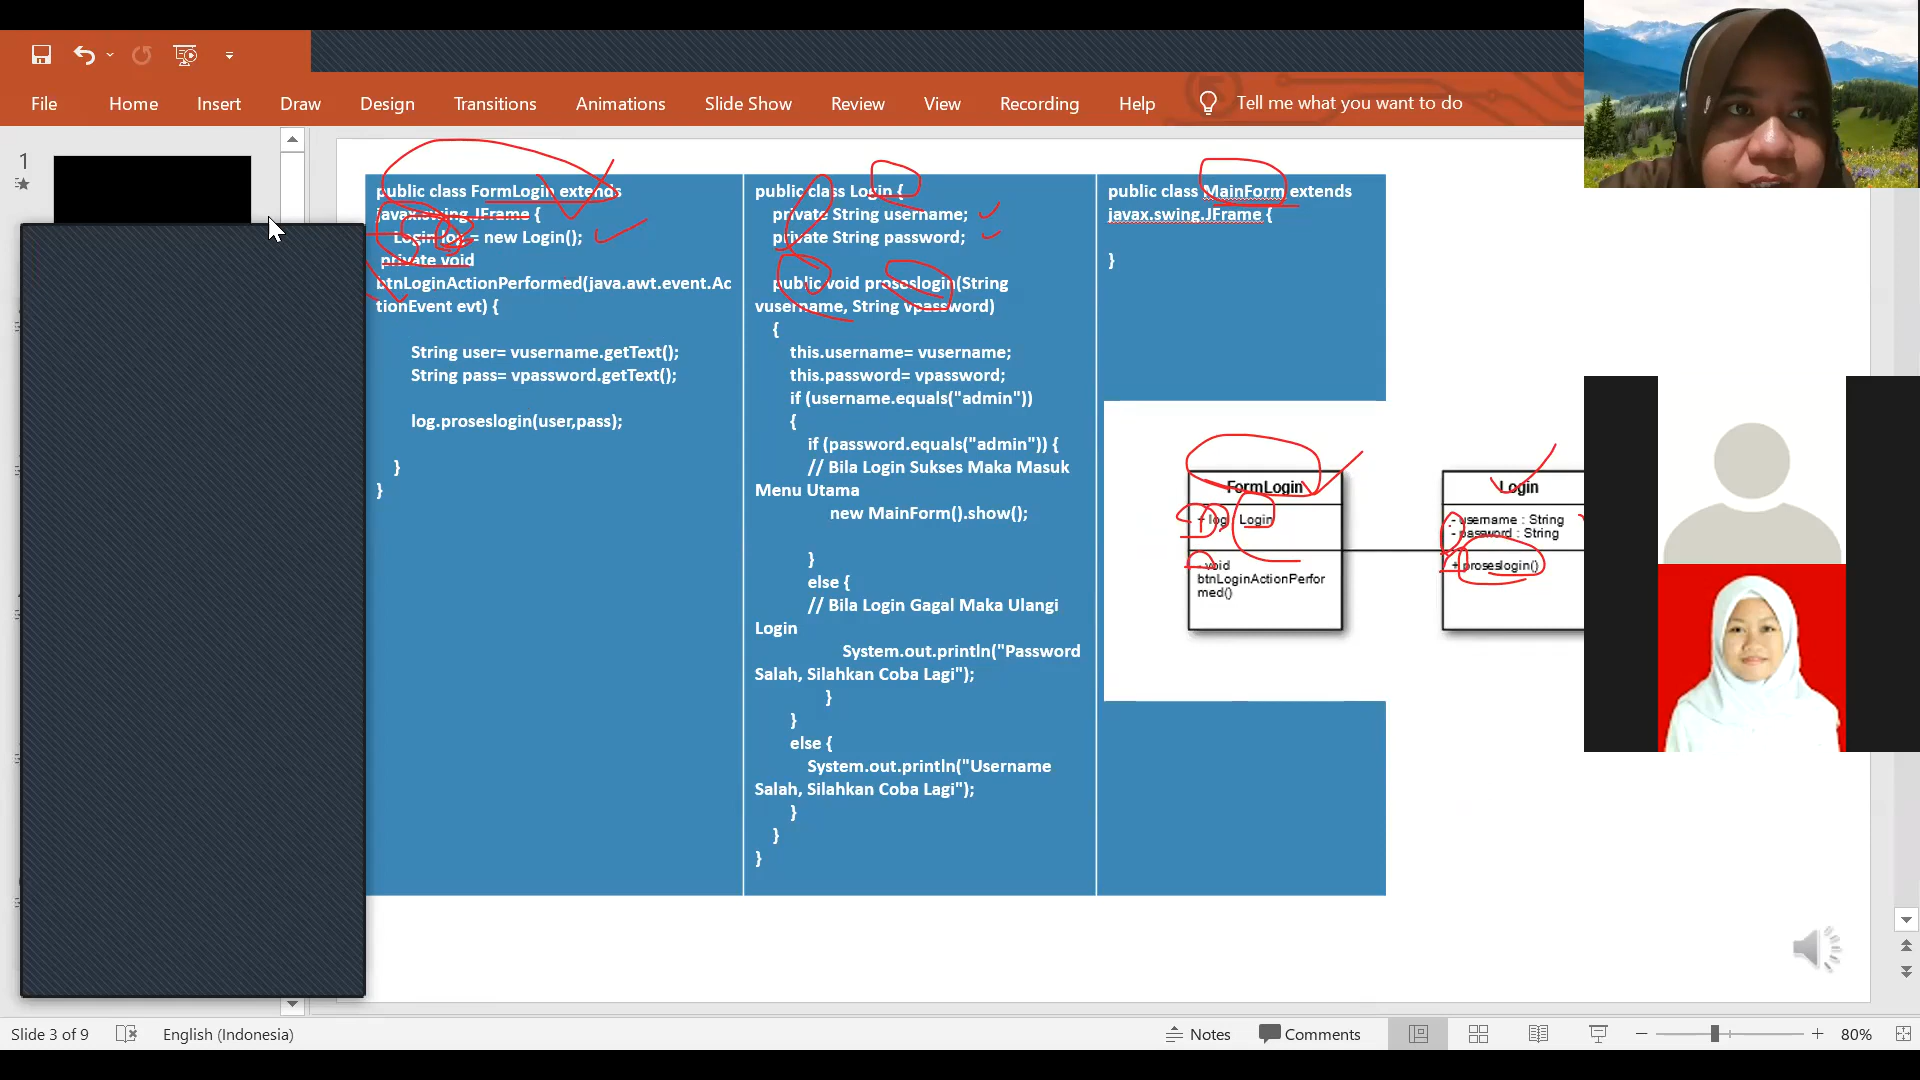 File Home Insert Draw Design Transitions Animations Slide Show Review View Recording Help Tell me what you want to do
1
public class FormLogin extends
javax.swing.JFrame {
Login log = new Login();
private void
btnLoginActionPerformed(java.awt.event.Ac
tionEvent evt) {
String user= vusername.getText();
String pass= vpassword.getText();
log.proseslogin(user,pass);
}
}
public class Login {
private String username;
private String password;
public void proseslogin(String
vusername, String vpassword)
{
this.username= vusername;
this.password= vpassword;
if (username.equals("admin"))
{
if (password.equals("admin")) {
// Bila Login Sukses Maka Masuk
Menu Utama
new MainForm().show();
}
else {
// Bila Login Gagal Maka Ulangi
Login
System.out.println("Password
Salah, Silahkan Coba Lagi");
}
}
else {
System.out.println("Username
Salah, Silahkan Coba Lagi");
}
}
}
public class MainForm extends
javax.swing.JFrame {
}
FormLogin
+ log : Login
- void
btnLoginActionPerfor
med()
Login
- username : String
- password : String
+ proseslogin()
Slide 3 of 9 English (Indonesia) Notes Comments 80%